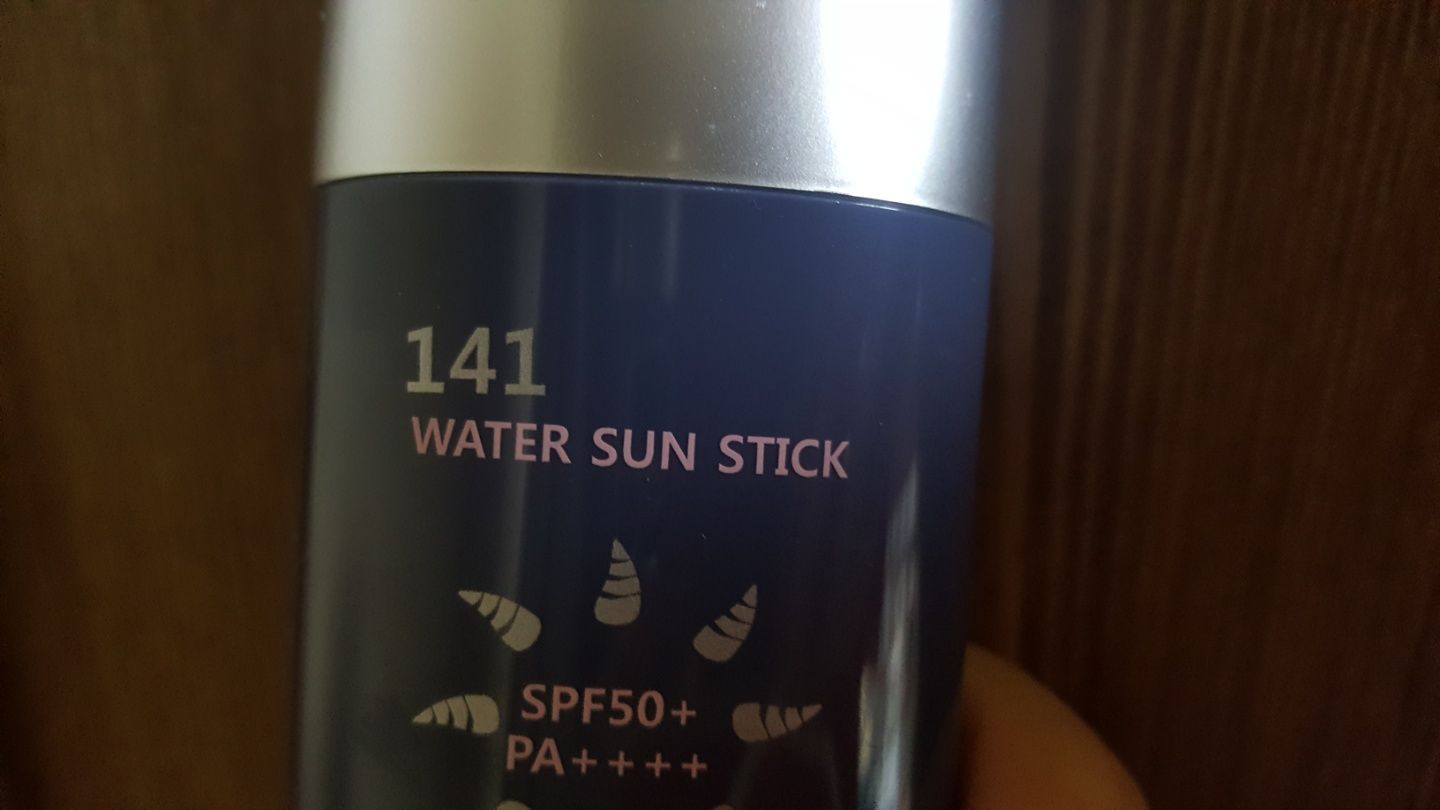 141
WATER SUN STICK
SPF50+
PA++++